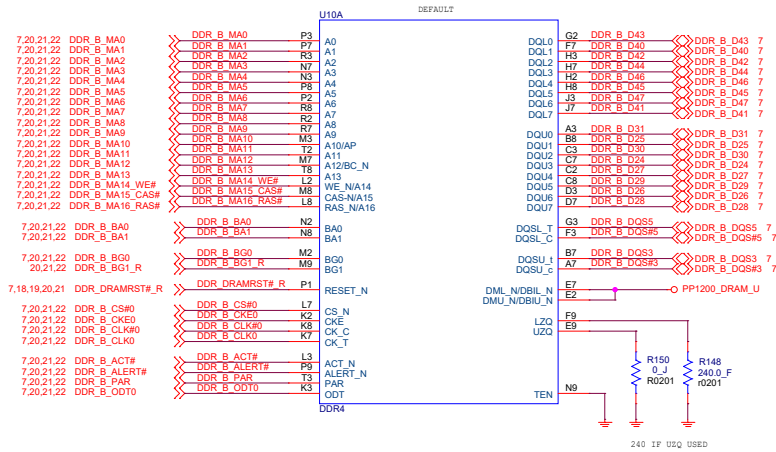 U10A
DEFAULT
7,20,21,22 DDR_B_MA0 DDR_B_MA0 P3 A0 DQL0 G2 DDR_B_D43 DDR_B_D43 7
7,20,21,22 DDR_B_MA1 DDR_B_MA1 P7 A1 DQL1 F7 DDR_B_D40 DDR_B_D40 7
7,20,21,22 DDR_B_MA2 DDR_B_MA2 R3 A2 DQL2 H3 DDR_B_D42 DDR_B_D42 7
7,20,21,22 DDR_B_MA3 DDR_B_MA3 N7 A3 DQL3 H7 DDR_B_D44 DDR_B_D44 7
7,20,21,22 DDR_B_MA4 DDR_B_MA4 N3 A4 DQL4 H2 DDR_B_D46 DDR_B_D46 7
7,20,21,22 DDR_B_MA5 DDR_B_MA5 P8 A5 DQL5 H8 DDR_B_D45 DDR_B_D45 7
7,20,21,22 DDR_B_MA6 DDR_B_MA6 P2 A6 DQL6 J3 DDR_B_D47 DDR_B_D47 7
7,20,21,22 DDR_B_MA7 DDR_B_MA7 R8 A7 DQL7 J7 DDR_B_D41 DDR_B_D41 7
7,20,21,22 DDR_B_MA8 DDR_B_MA8 R2 A8
7,20,21,22 DDR_B_MA9 DDR_B_MA9 R7 A9 DQU0 A3 DDR_B_D31 DDR_B_D31 7
7,20,21,22 DDR_B_MA10 DDR_B_MA10 M3 A10/AP DQU1 B8 DDR_B_D25 DDR_B_D25 7
7,20,21,22 DDR_B_MA11 DDR_B_MA11 T2 A11 DQU2 C3 DDR_B_D30 DDR_B_D30 7
7,20,21,22 DDR_B_MA12 DDR_B_MA12 M7 A12/BC_N DQU3 C7 DDR_B_D24 DDR_B_D24 7
7,20,21,22 DDR_B_MA13 DDR_B_MA13 T8 A13 DQU4 C2 DDR_B_D27 DDR_B_D27 7
7,20,21,22 DDR_B_MA14_WE# DDR_B_MA14_WE# L2 WE_N/A14 DQU5 C8 DDR_B_D29 DDR_B_D29 7
7,20,21,22 DDR_B_MA15_CAS# DDR_B_MA15_CAS# M8 CAS-N/A15 DQU6 D3 DDR_B_D26 DDR_B_D26 7
7,20,21,22 DDR_B_MA16_RAS# DDR_B_MA16_RAS# L8 RAS_N/A16 DQU7 D7 DDR_B_D28 DDR_B_D28 7
7,20,21,22 DDR_B_BA0 DDR_B_BA0 N2 BA0 DQSL_T G3 DDR_B_DQS5 DDR_B_DQS5 7
7,20,21,22 DDR_B_BA1 DDR_B_BA1 N8 BA1 DQSL_C F3 DDR_B_DQS#5 DDR_B_DQS#5 7
7,20,21,22 DDR_B_BG0 DDR_B_BG0 M2 BG0 DQSU_t B7 DDR_B_DQS3 DDR_B_DQS3 7
20,21,22 DDR_B_BG1_R DDR_B_BG1_R M9 BG1 DQSU_c A7 DDR_B_DQS#3 DDR_B_DQS#3 7
7,18,19,20,21 DDR_DRAMRST#_R DDR_DRAMRST#_R P1 RESET_N DML_N/DBIL_N E7 PP1200_DRAM_U
DMU_N/DBIU_N E2
7,20,21,22 DDR_B_CS#0 DDR_B_CS#0 L7 CS_N
7,20,21,22 DDR_B_CKE0 DDR_B_CKE0 K2 CKE LZQ F9
7,20,21,22 DDR_B_CLK#0 DDR_B_CLK#0 K8 CK_C UZQ E9
7,20,21,22 DDR_B_CLK0 DDR_B_CLK0 K7 CK_T
7,20,21,22 DDR_B_ACT# DDR_B_ACT# L3 ACT_N
7,20,21,22 DDR_B_ALERT# DDR_B_ALERT# P9 ALERT_N
7,20,21,22 DDR_B_PAR DDR_B_PAR T3 PAR
7,20,21,22 DDR_B_ODT0 DDR_B_ODT0 K3 ODT TEN N9
R150 R148
0_J 240.0_F
R0201 r0201
DDR4
240 IF UZQ USED